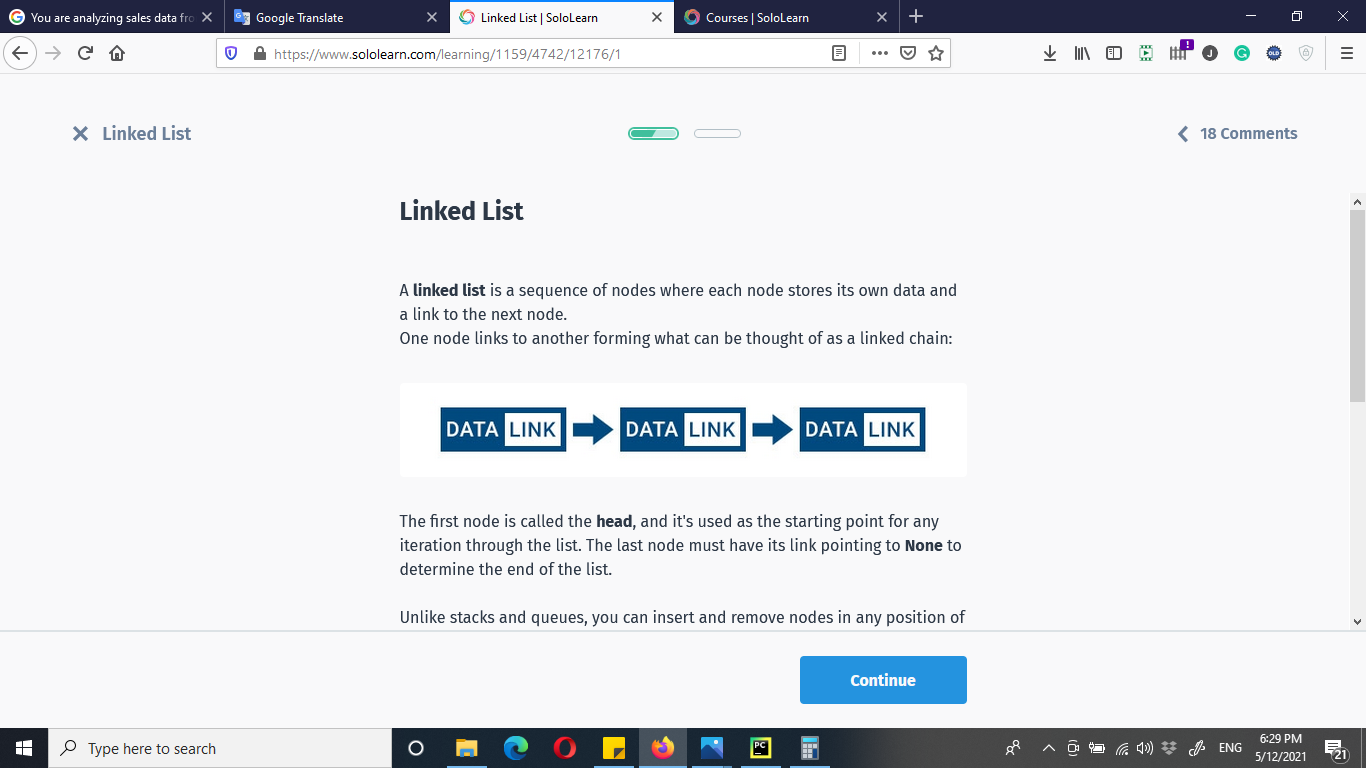 You are analyzing sales data fro
Google Translate
Linked List | SoloLearn
Courses | SoloLearn
https://www.sololearn.com/learning/1159/4742/12176/1
Linked List
18 Comments
Linked List
A linked list is a sequence of nodes where each node stores its own data and
a link to the next node.
One node links to another forming what can be thought of as a linked chain:
DATA LINK DATA LINK DATA LINK
The first node is called the head, and it's used as the starting point for any
iteration through the list. The last node must have its link pointing to None to
determine the end of the list.
Unlike stacks and queues, you can insert and remove nodes in any position of
Continue
Type here to search
PC
ENG
6:29 PM
5/12/2021
21